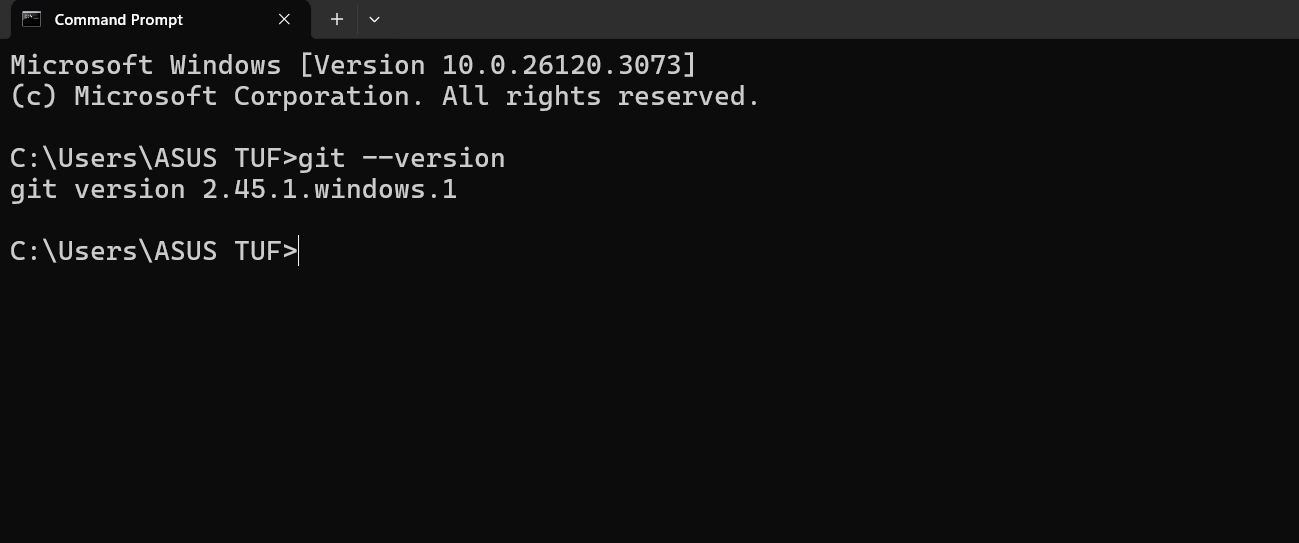 Command Prompt
Microsoft Windows [Version 10.0.26120.3073]
(c) Microsoft Corporation. All rights reserved.
C:\Users\ASUS TUF>git --version
git version 2.45.1.windows.1
C:\Users\ASUS TUF>